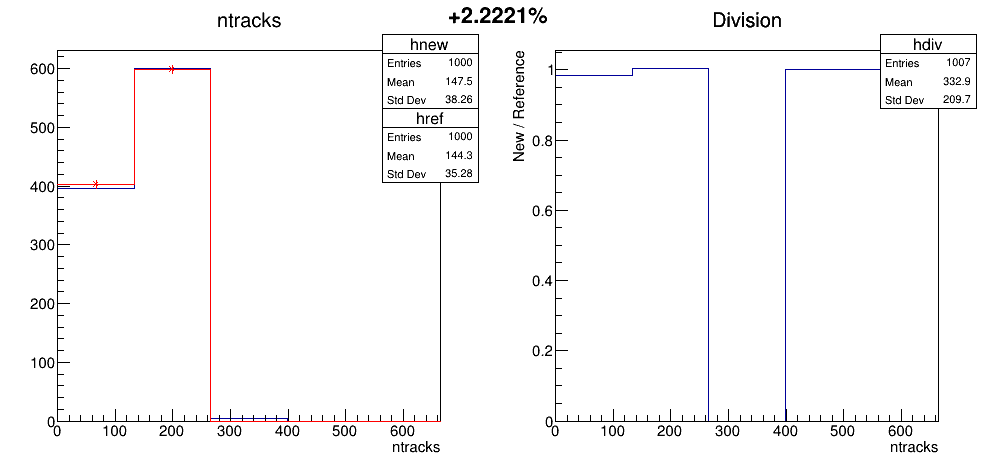 +2.2221%
ntracks
hnew
Entries 1000
Mean 147.5
Std Dev 38.26
href
Entries 1000
Mean 144.3
Std Dev 35.28
600
500
400
300
200
100
0
0 100 200 300 400 500 600
ntracks
Division
hdiv
Entries 1007
Mean 332.9
Std Dev 209.7
New / Reference
1
0.8
0.6
0.4
0.2
0
0 100 200 300 400 500 600
ntracks